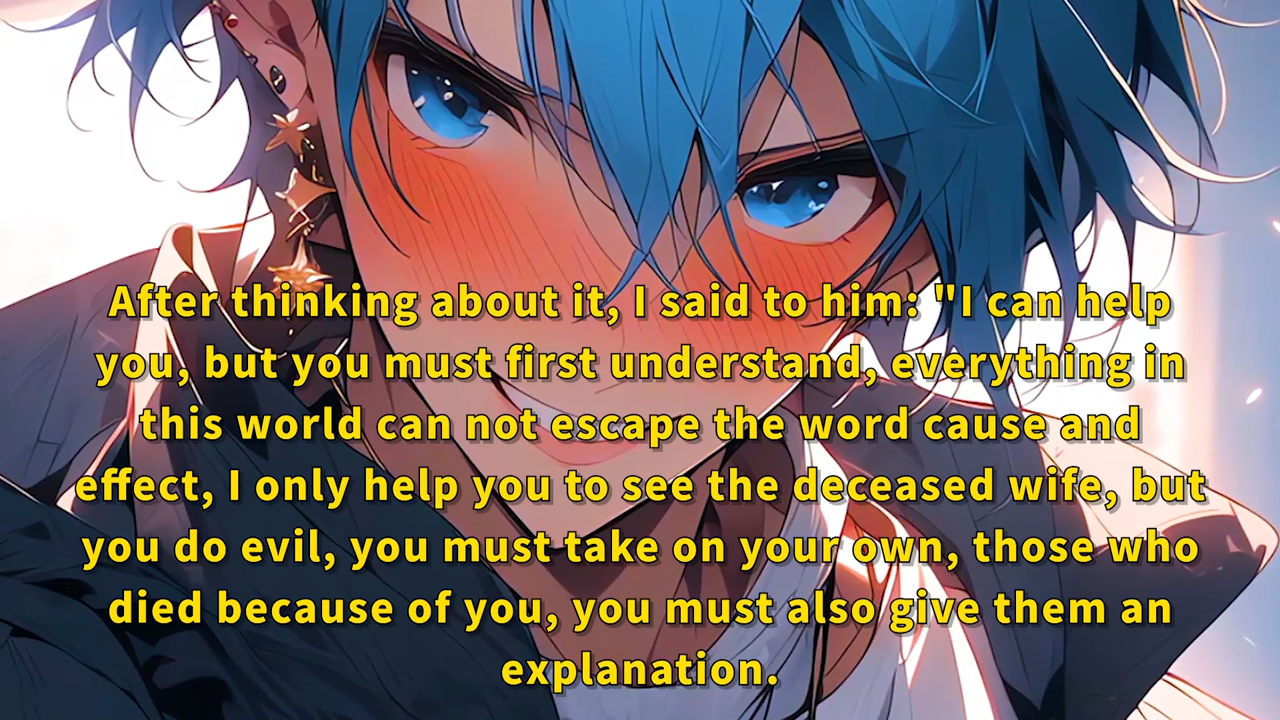 After thinking about it, I said to him: "I can help
you, but you must first understand, everything in
this world can not escape the word cause and
effect, I only help you to see the deceased wife, but
you do evil, you must take on your own, those who
died because of you, you must also give them an
explanation.